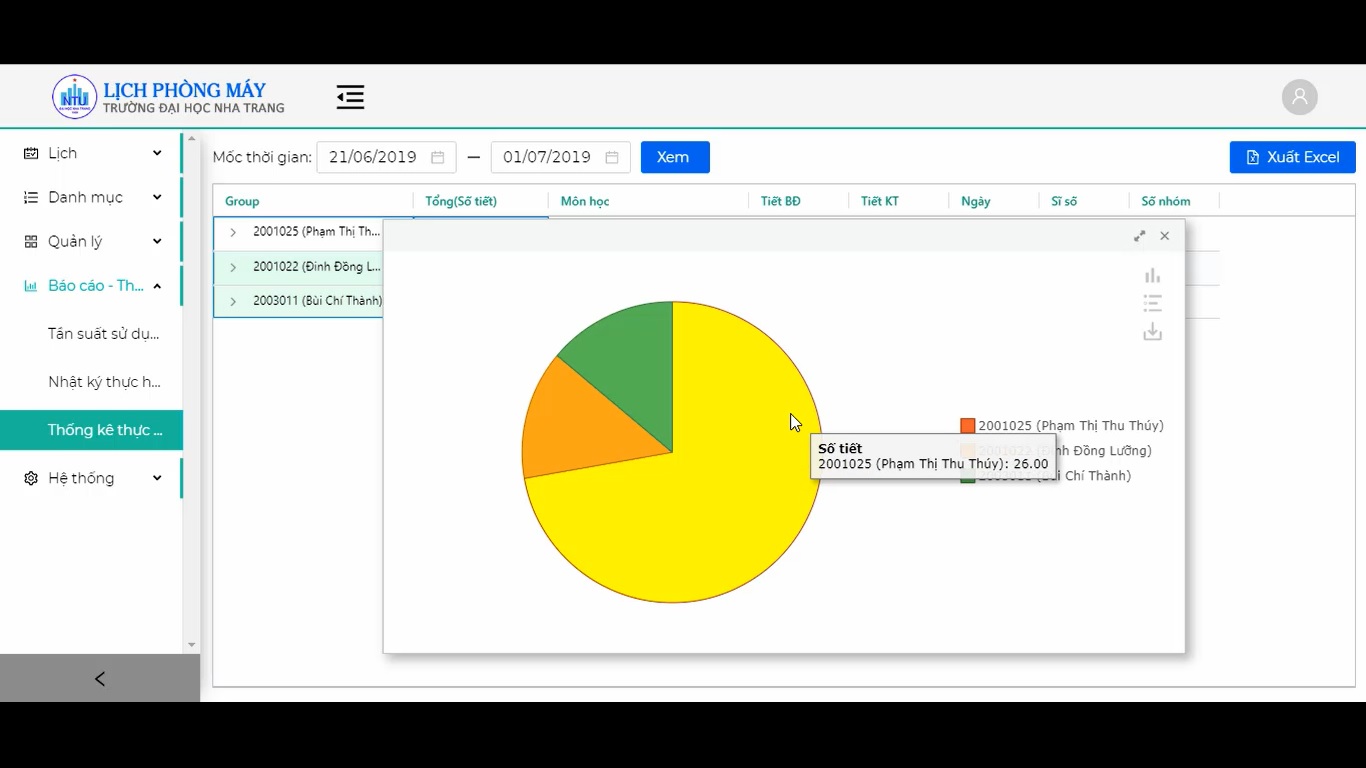 NTU
LỊCH PHÒNG MÁY
TRƯỜNG ĐẠI HỌC NHA TRANG
Lịch
Danh mục
Quản lý
Báo cáo - Th...
Tần suất sử dụ...
Nhật ký thực h...
Thống kê thực ...
Hệ thống
Mốc thời gian: 21/06/2019 — 01/07/2019 Xem Xuất Excel
Group Tổng(Số tiết) Môn học Tiết BĐ Tiết KT Ngày Sĩ số Số nhóm
2001025 (Phạm Thị Th...
2001022 (Đinh Đồng L...
2003011 (Bùi Chí Thành)
2001025 (Phạm Thị Thu Thúy)
Đồng Lưỡng)
Chí Thành)
Số tiết
2001025 (Phạm Thị Thu Thúy): 26.00